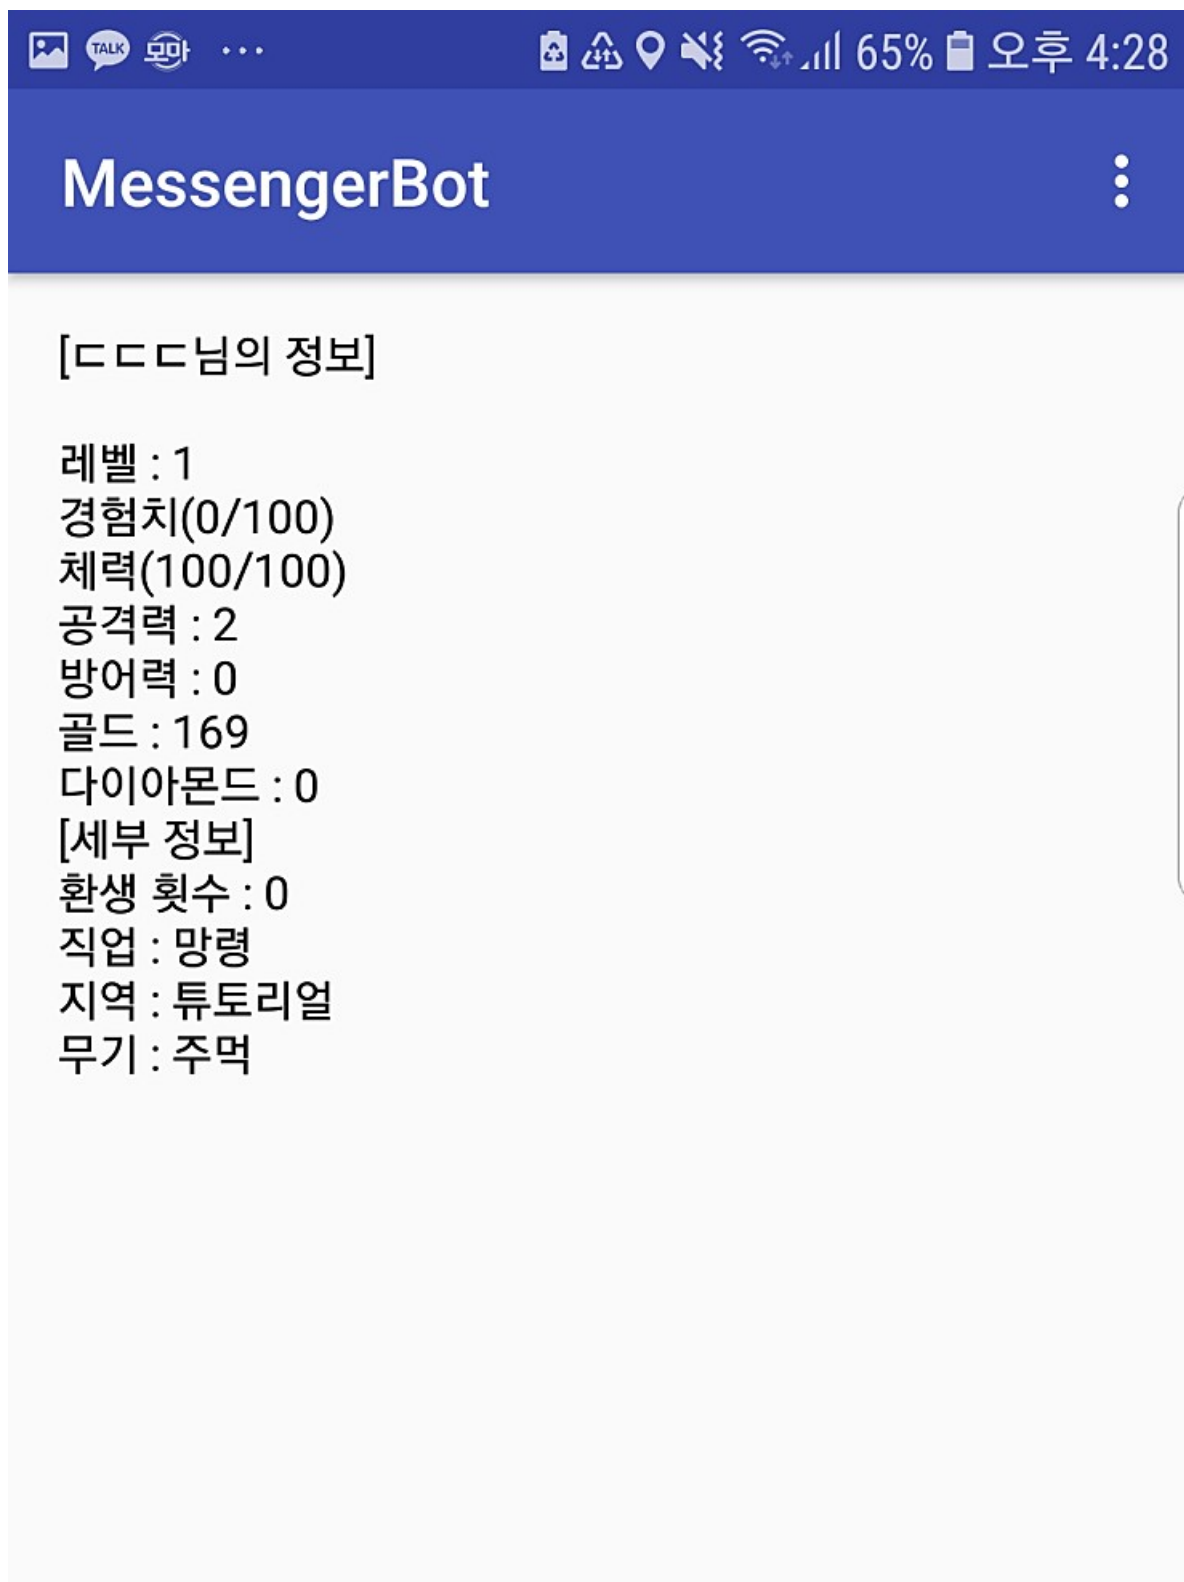 TALK 모마 ... 65% 오후 4:28
MessengerBot
[ㄷㄷㄷ님의 정보]
레벨 : 1
경험치(0/100)
체력(100/100)
공격력 : 2
방어력 : 0
골드 : 169
다이아몬드 : 0
[세부 정보]
환생 횟수 : 0
직업 : 망령
지역 : 튜토리얼
무기 : 주먹